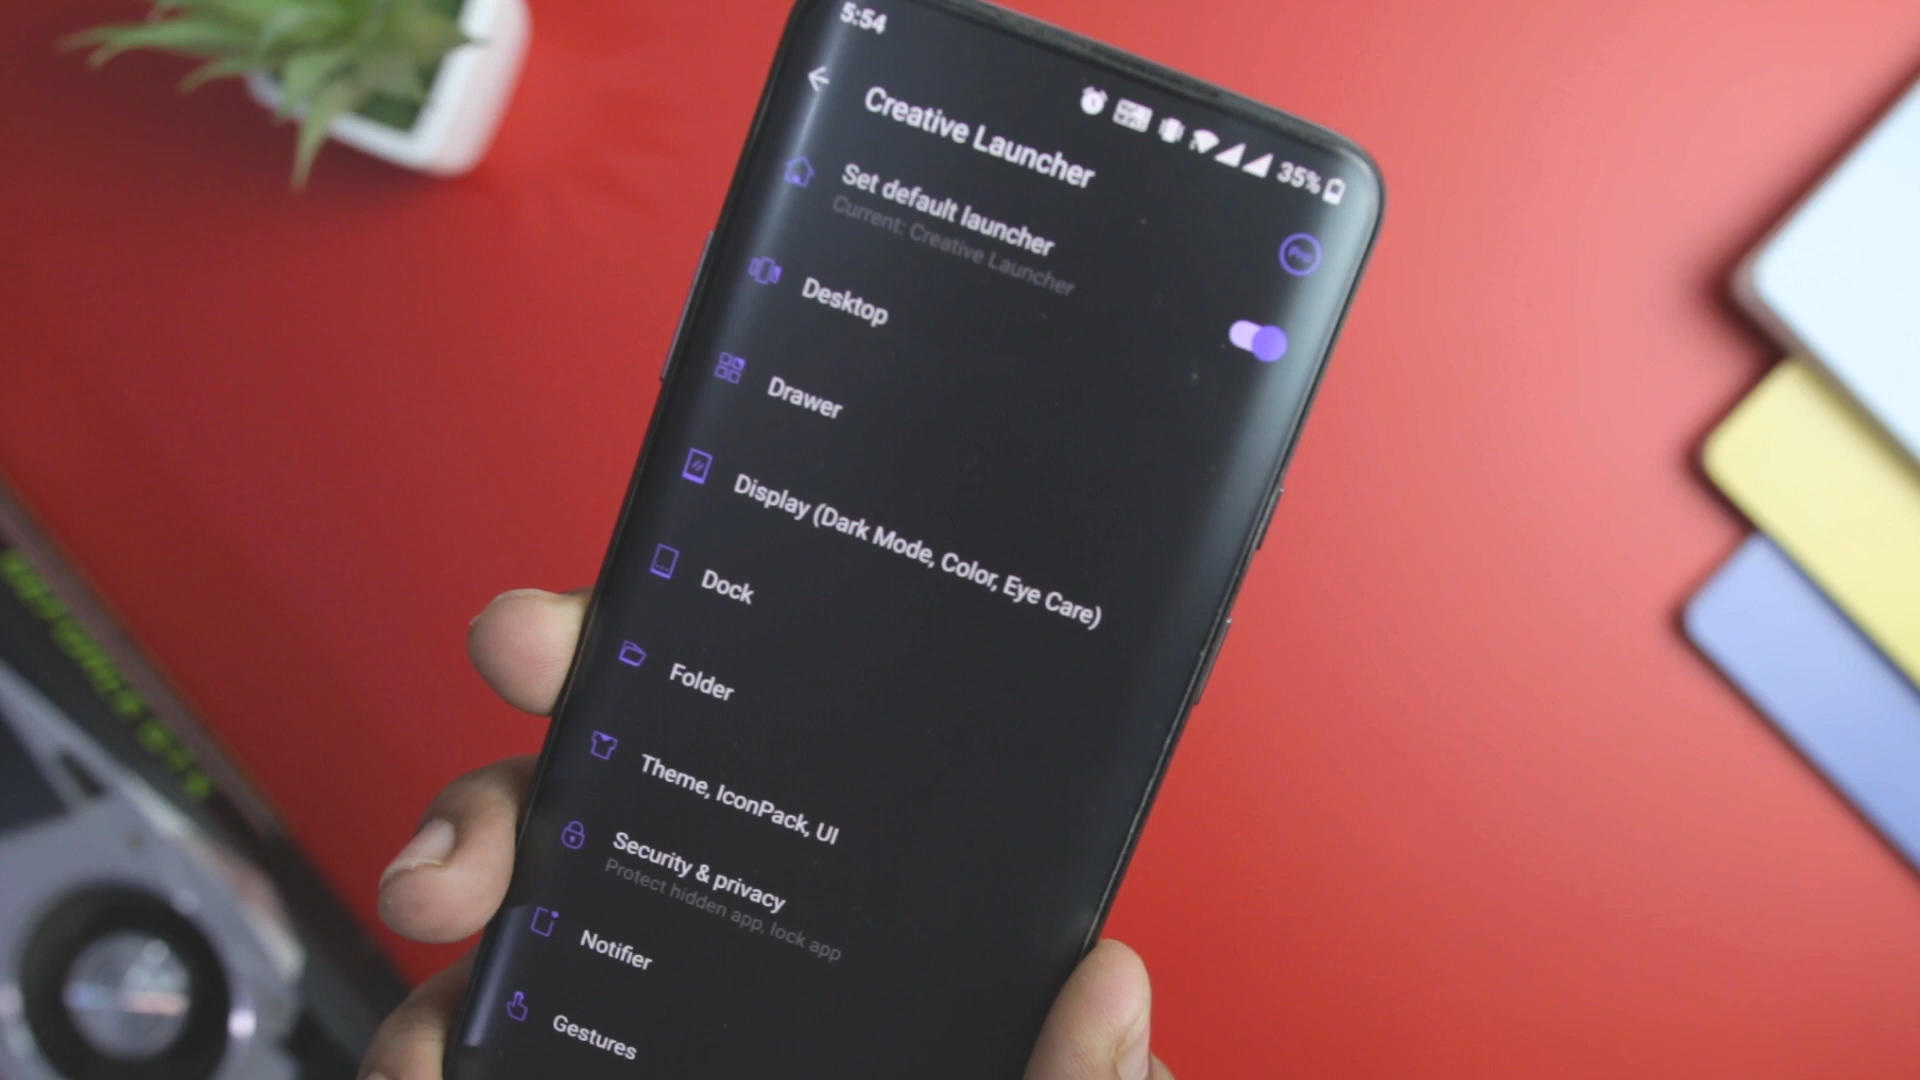 5:54
35%
Creative Launcher
Set default launcher
Current: Creative Launcher
Pro
Desktop
Drawer
Display (Dark Mode, Color, Eye Care)
Dock
Folder
Theme, IconPack, UI
Security & privacy
Protect hidden app, lock app
Notifier
Gestures